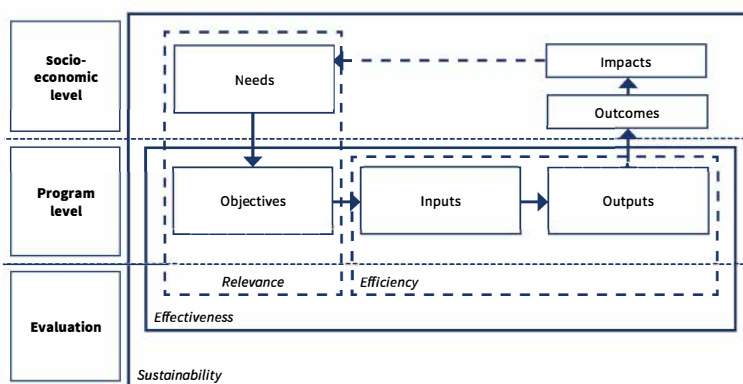 Socio-
economic
level
Needs
Impacts
Outcomes
Program
level
Objectives
Inputs
Outputs
Relevance
Efficiency
Evaluation
Effectiveness
Sustainability